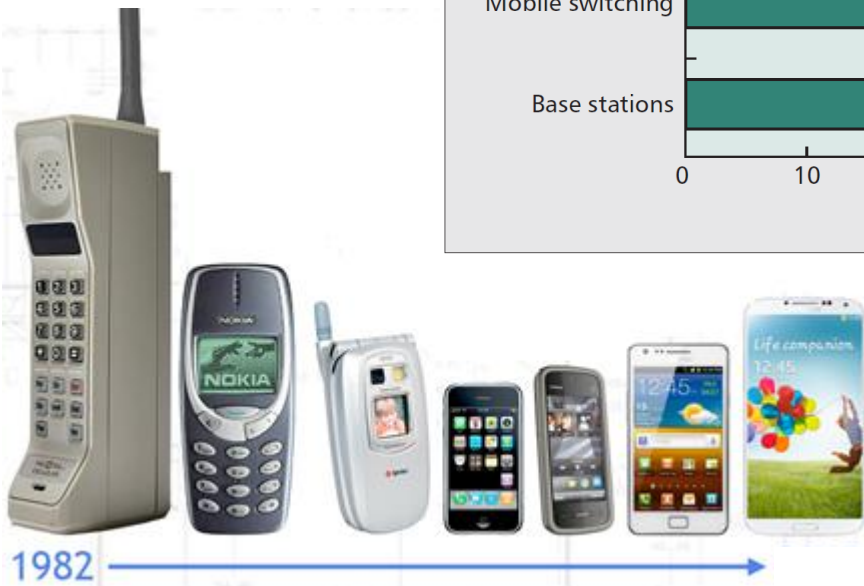 Mobile switching
Base stations
0 10
NOKIA
NOKIA
Life companion
12:45
12:45
1982